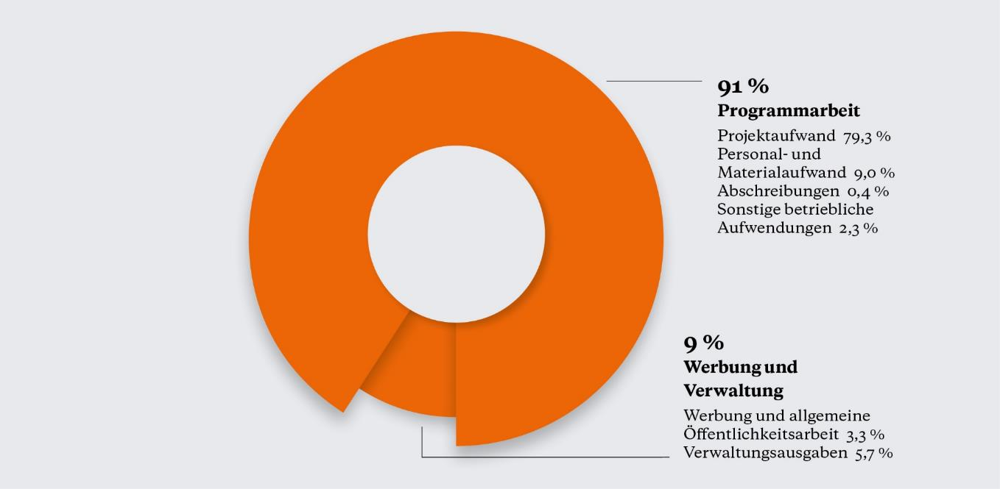 91 %
Programmarbeit
Projektaufwand 79,3 %
Personal- und
Materialaufwand 9,0 %
Abschreibungen 0,4 %
Sonstige betriebliche
Aufwendungen 2,3 %
9 %
Werbung und
Verwaltung
Werbung und allgemeine
Öffentlichkeitsarbeit 3,3 %
Verwaltungsausgaben 5,7 %